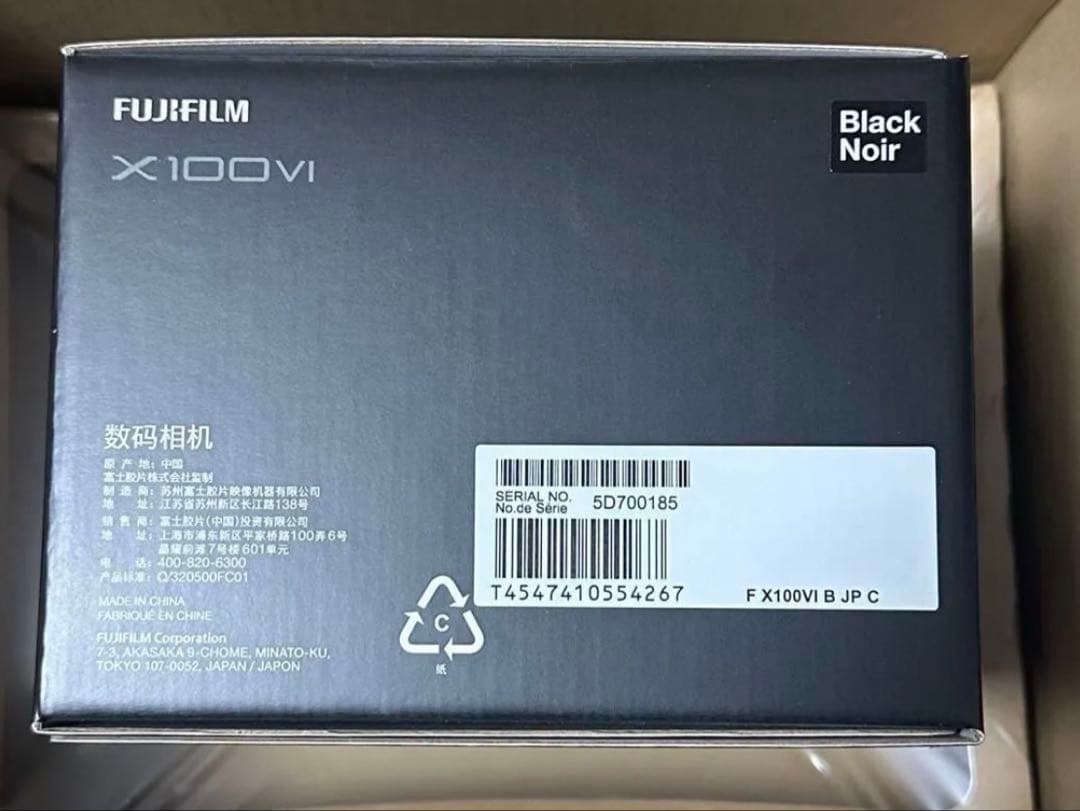 FUJIFILM
X100VI
Black
Noir
数码相机
原 产 地: 中国
富士胶片株式会社监制
制 造 商: 苏州富士胶片映像机器有限公司
地 址: 江苏省苏州新区长江路138号
销 售 商: 富士胶片(中国)投资有限公司
地 址: 上海市浦东新区平家桥路100弄6号
晶耀前滩7号楼601单元
电 话: 400-820-6300
产品标准: Q/320500FC01
MADE IN CHINA
FABRIQUÉ EN CHINE
FUJIFILM Corporation
7-3, AKASAKA 9-CHOME, MINATO-KU,
TOKYO 107-0052, JAPAN / JAPON
C
纸
SERIAL NO.
No.de Série
5D700185
T4547410554267
F X100VI B JP C